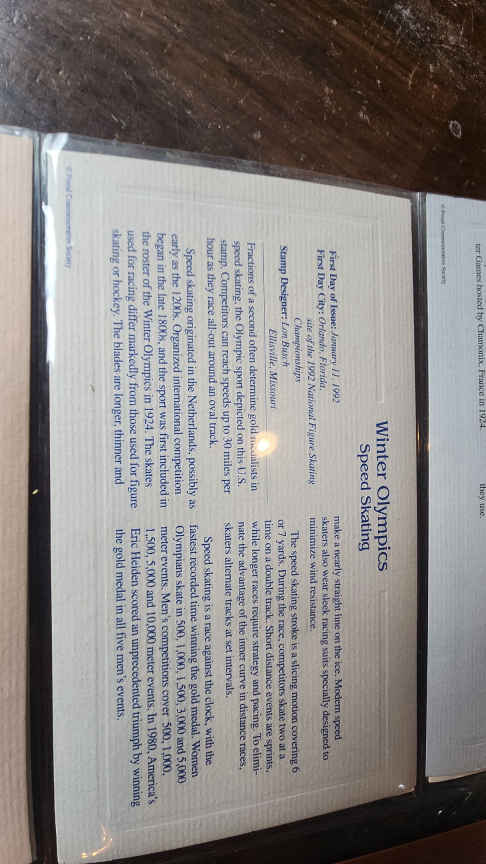 ter Games hosted by Chamonix, France in 1924.
they use.
© Postal Commemorative Society
Winter Olympics
Speed Skating
First Day of Issue: January 11 1992
First Day City: Orlando, Florida,
site of the 1992 National Figure Skating
Championships
Stamp Designer: Lon Busch
Ellisville, Missouri
Fractions of a second often determine gold medalists in
speed skating, the Olympic sport depicted on this U.S.
stamp. Competitors can reach speeds up to 30 miles per
hour as they race all-out around an oval track.
Speed skating originated in the Netherlands, possibly as
early as the 1200s. Organized international competition
began in the late 1800s, and the sport was first included in
the roster of the Winter Olympics in 1924. The skates
used for racing differ markedly from those used for figure
skating or hockey. The blades are longer, thinner and
make a nearly straight line on the ice. Modern speed
skaters also wear sleek racing suits specially designed to
minimize wind resistance.
The speed skating stroke is a slicing motion covering 6
or 7 yards. During the race, competitors skate two at a
time on a double track. Short distance events are sprints,
while longer races require strategy and pacing. To elimi-
nate the advantage of the inner curve in distance races,
skaters alternate tracks at set intervals.
Speed skating is a race against the clock, with the
fastest recorded time winning the gold medal. Women
Olympians skate in 500, 1,000, 1,500, 3,000 and 5,000
meter events. Men's competitions cover 500, 1,000,
1,500, 5,000 and 10,000 meter events. In 1980, America's
Eric Heiden scored an unprecedented triumph by winning
the gold medal in all five men's events.
© Postal Commemorative Society